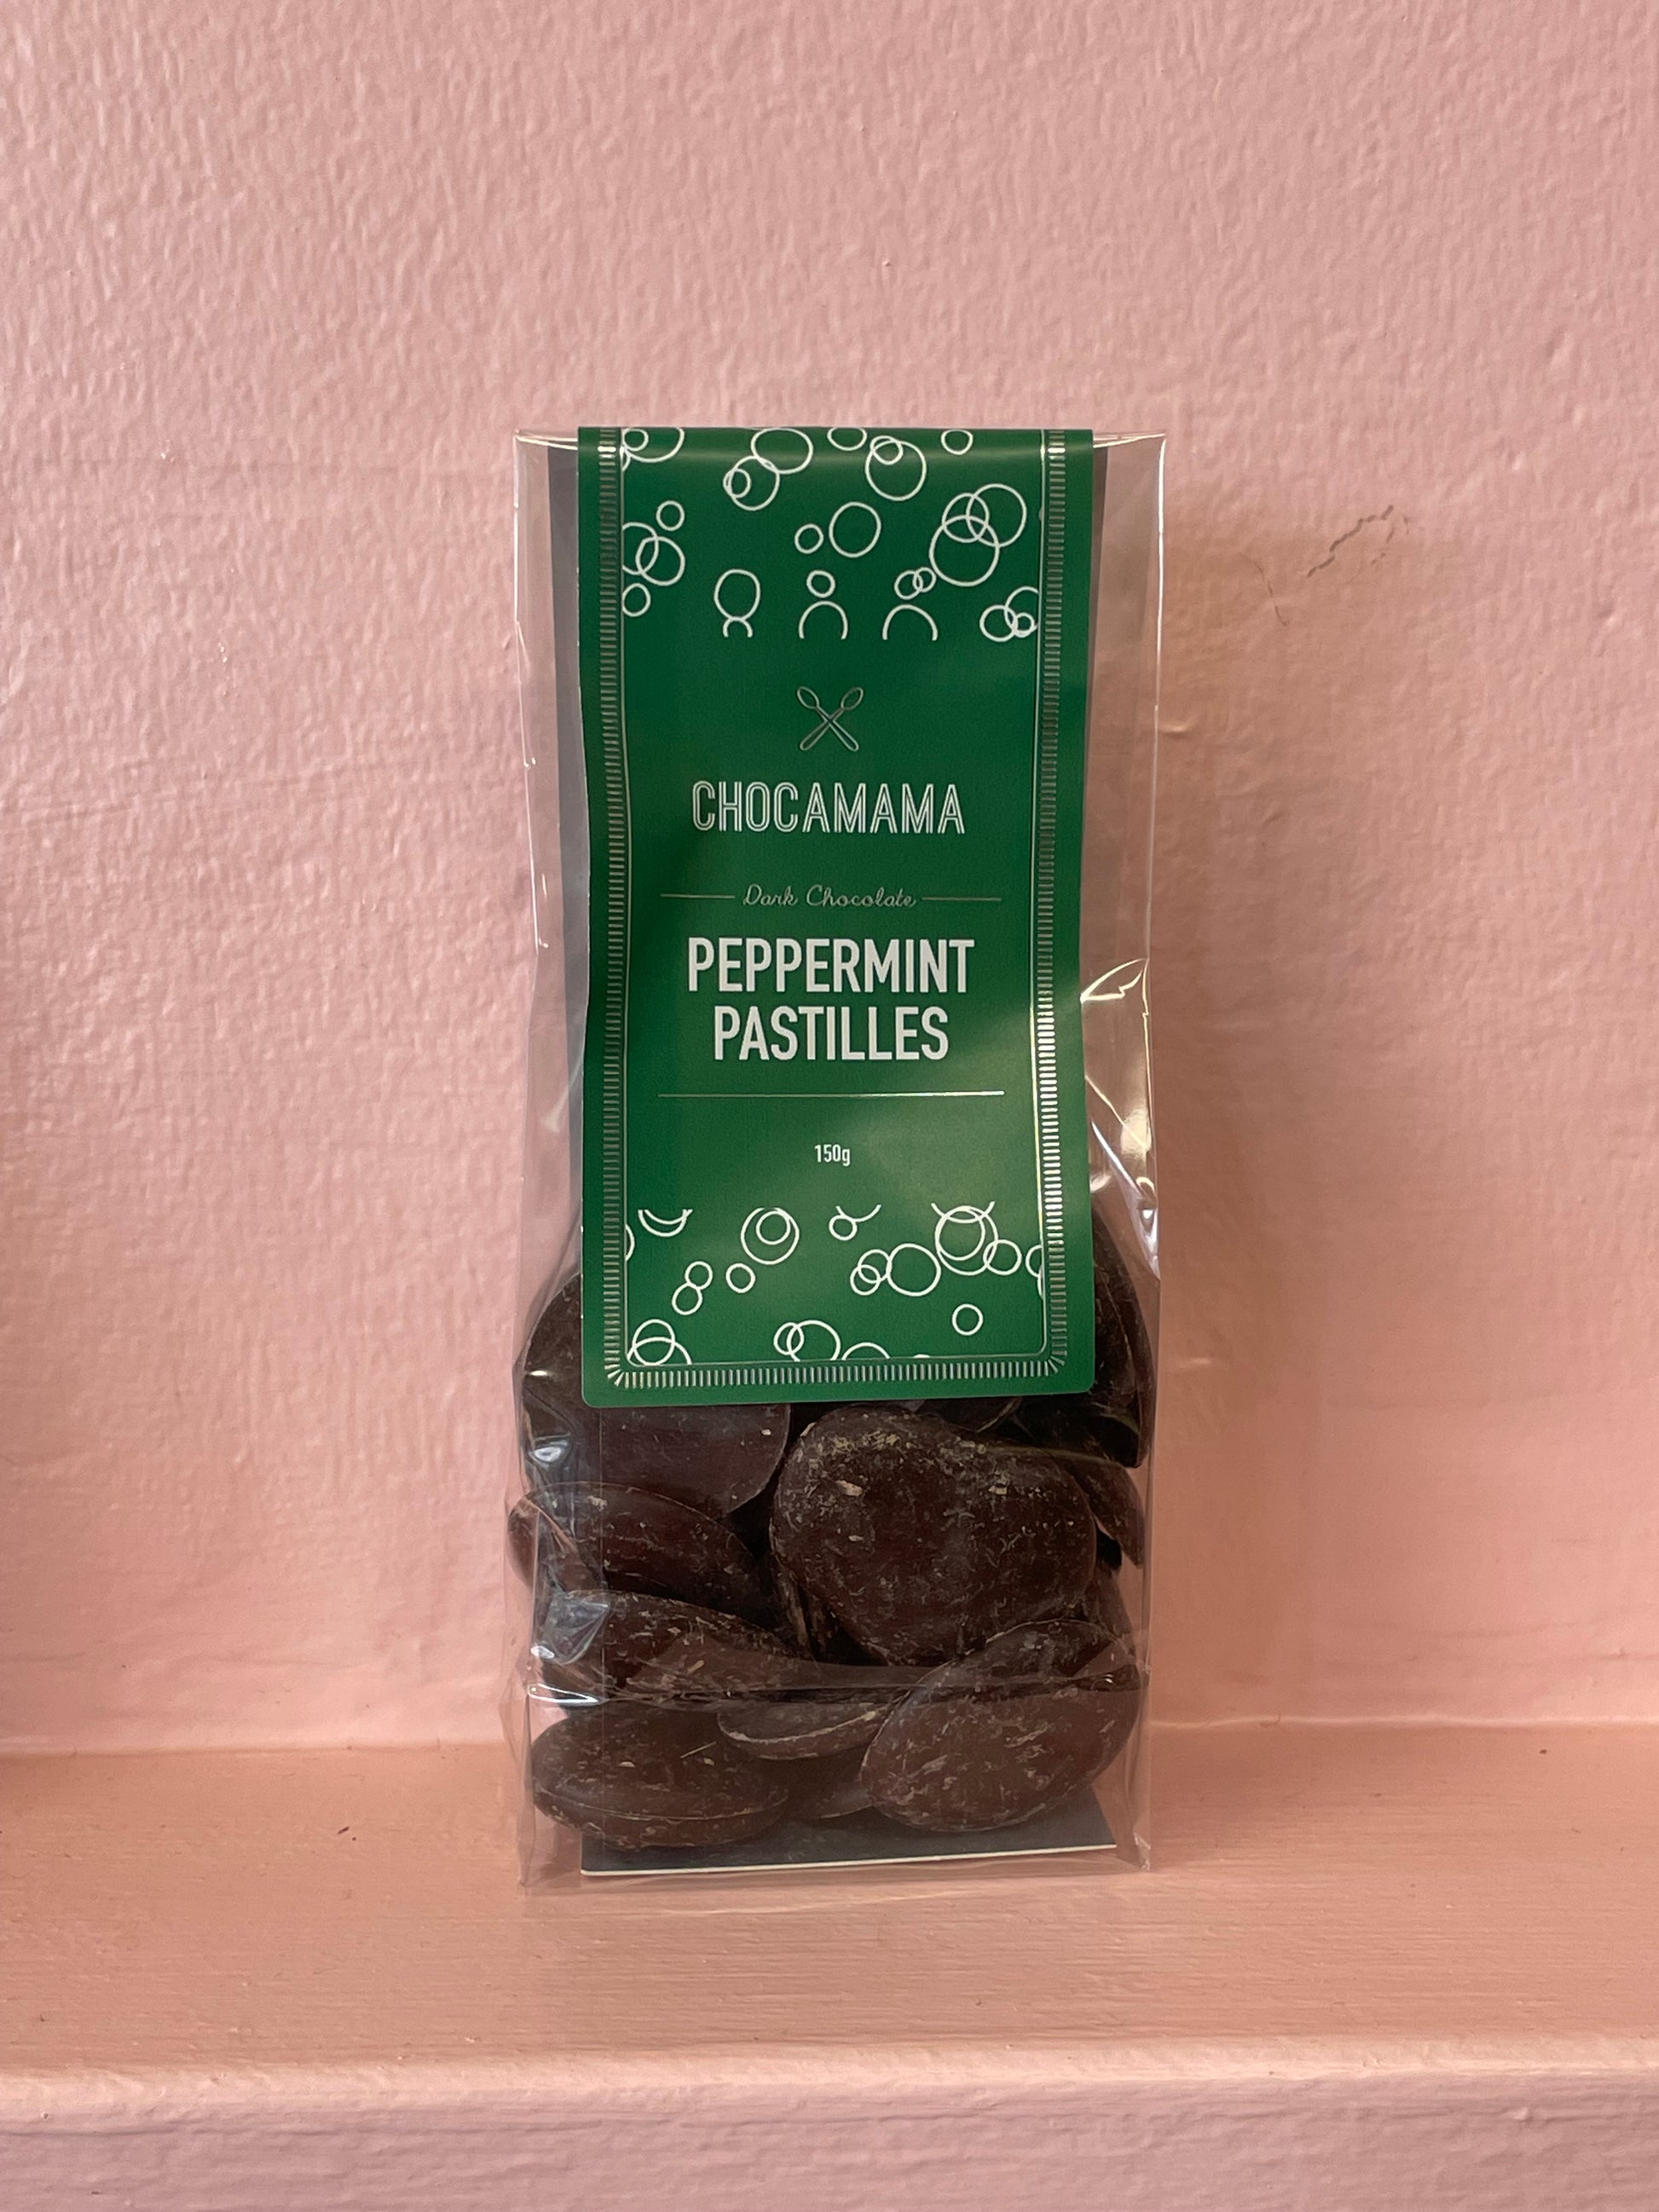 CHOCAMAMA
Dark Chocolate
PEPPERMINT
PASTILLES
150g